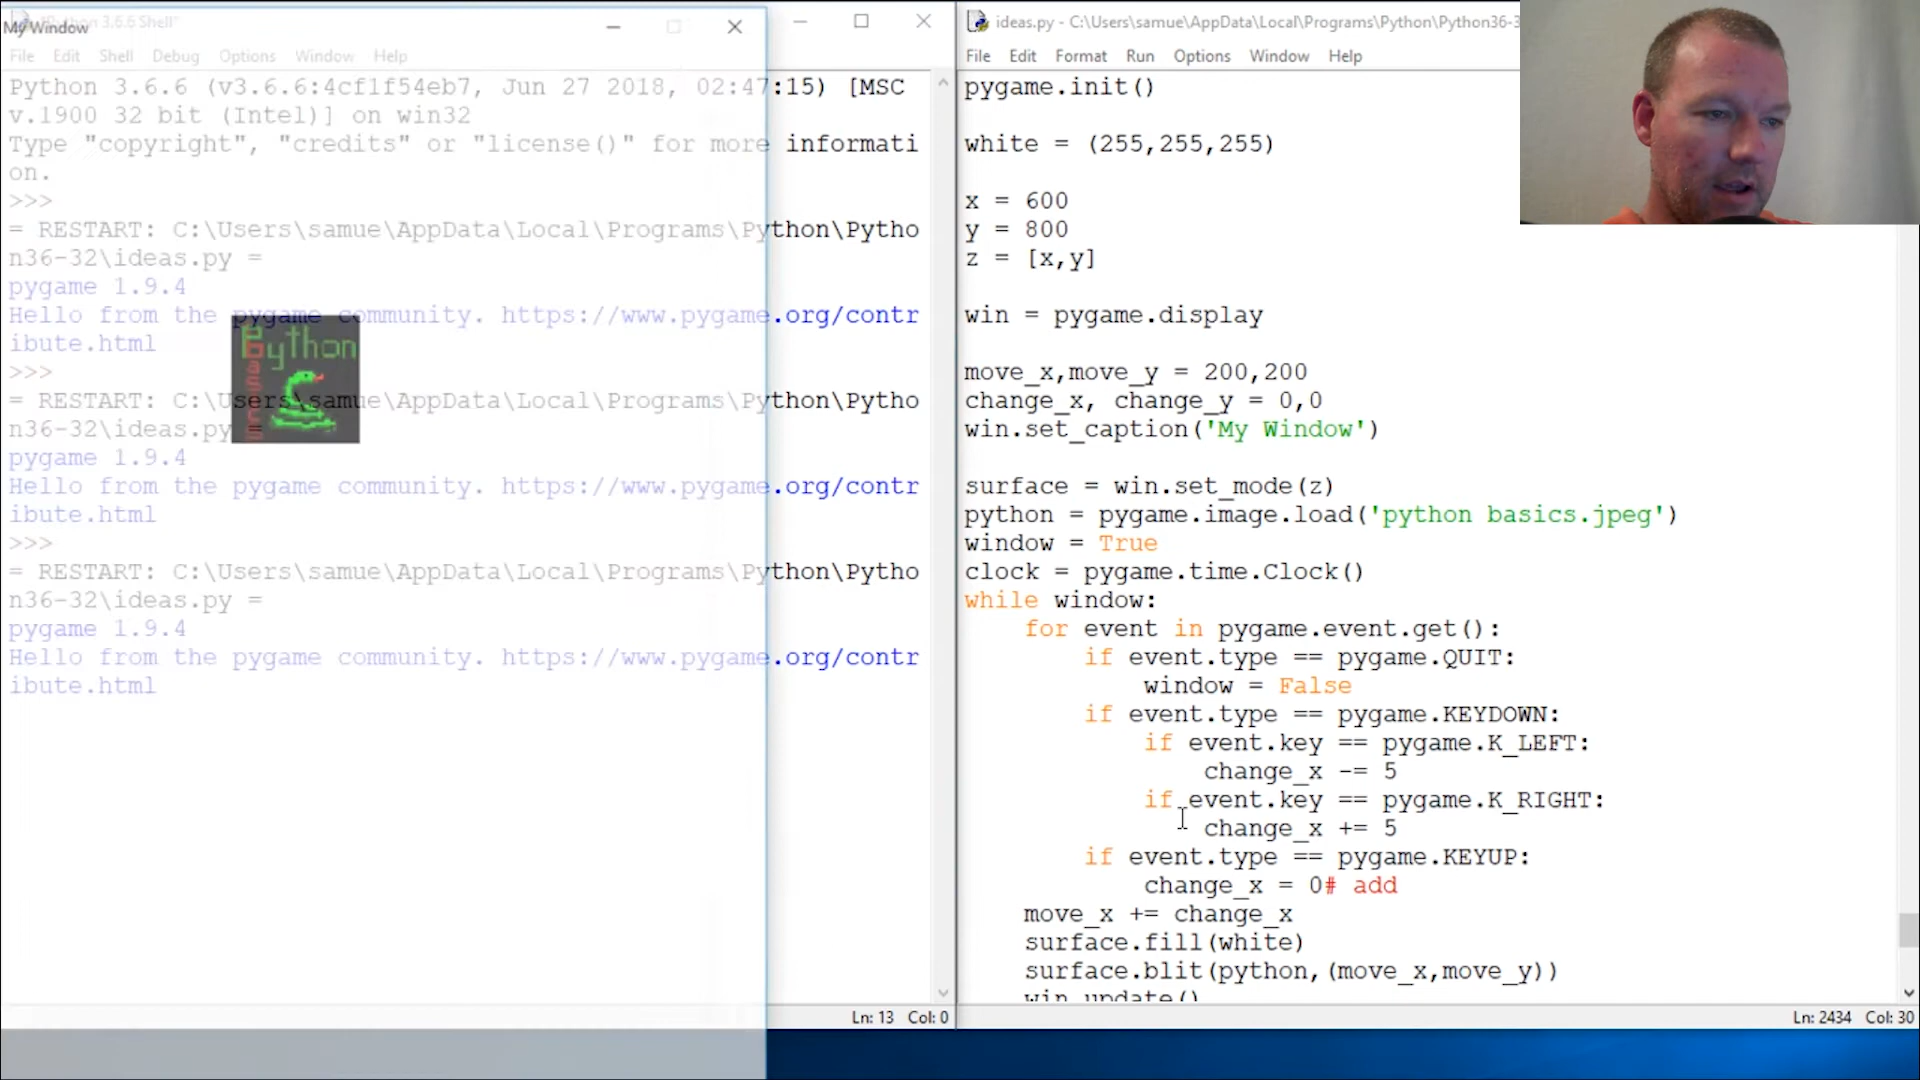 Python 3.6.6 Shell
My Window
File Edit Shell Debug Options Window Help
Python 3.6.6 (v3.6.6:4cf1f54eb7, Jun 27 2018, 02:47:15) [MSC
v.1900 32 bit (Intel)] on win32
Type "copyright", "credits" or "license()" for more informati
on.
>>>
= RESTART: C:\Users\samue\AppData\Local\Programs\Python\Pytho
n36-32\ideas.py =
pygame 1.9.4
Hello from the pygame community. https://www.pygame.org/contr
ibute.html
>>>
= RESTART: C:\Users\samue\AppData\Local\Programs\Python\Pytho
n36-32\ideas.py =
pygame 1.9.4
Hello from the pygame community. https://www.pygame.org/contr
ibute.html
>>>
= RESTART: C:\Users\samue\AppData\Local\Programs\Python\Pytho
n36-32\ideas.py =
pygame 1.9.4
Hello from the pygame community. https://www.pygame.org/contr
ibute.html
Python
Ln: 13 Col: 0
ideas.py - C:\Users\samue\AppData\Local\Programs\Python\Python36-3
File Edit Format Run Options Window Help
pygame.init()
white = (255,255,255)
x = 600
y = 800
z = [x,y]
win = pygame.display
move_x,move_y = 200,200
change_x, change_y = 0,0
win.set_caption('My Window')
surface = win.set_mode(z)
python = pygame.image.load('python basics.jpeg')
window = True
clock = pygame.time.Clock()
while window:
for event in pygame.event.get():
if event.type == pygame.QUIT:
window = False
if event.type == pygame.KEYDOWN:
if event.key == pygame.K_LEFT:
change_x -= 5
if event.key == pygame.K_RIGHT:
change_x += 5
if event.type == pygame.KEYUP:
change_x = 0# add
move_x += change_x
surface.fill(white)
surface.blit(python,(move_x,move_y))
win.update()
Ln: 2434 Col: 30